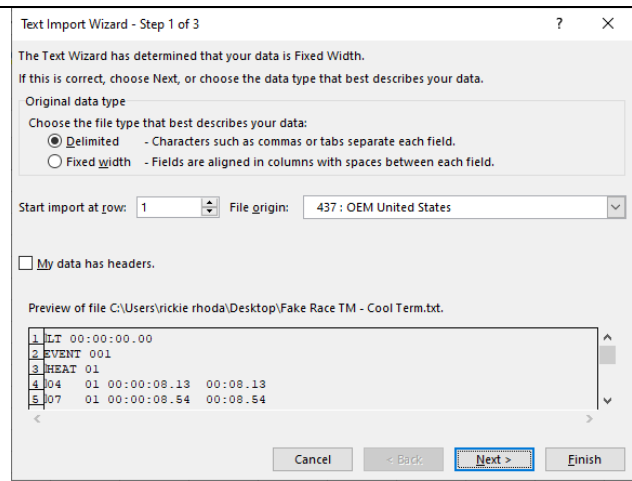 Text Import Wizard - Step 1 of 3 ? ×
The Text Wizard has determined that your data is Fixed Width.
If this is correct, choose Next, or choose the data type that best describes your data.
Original data type
Choose the file type that best describes your data:
Delimited - Characters such as commas or tabs separate each field.
Fixed width - Fields are aligned in columns with spaces between each field.
Start import at row: 1 File origin: 437 : OEM United States
My data has headers.
Preview of file C:\Users\rickie rhoda\Desktop\Fake Race TM - Cool Term.txt.
1 LT 00:00:00.00
2 EVENT 001
3 HEAT 01
4 04 01 00:00:08.13 00:08.13
5 07 01 00:00:08.54 00:08.54
Cancel < Back Next > Finish